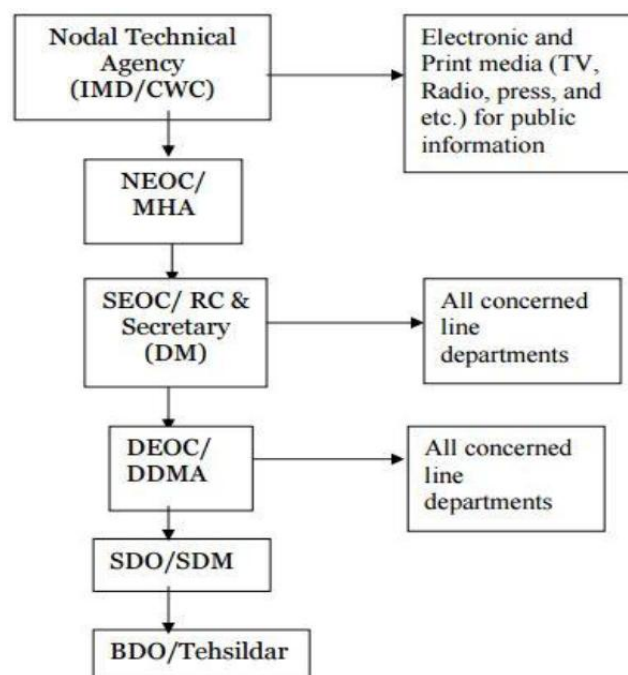 Nodal Technical
Agency
(IMD/CWC)
Electronic and
Print media (TV,
Radio, press, and
etc.) for public
information
NEOC/
MHA
SEOC/ RC &
Secretary
(DM)
All concerned
line
departments
DEOC/
DDMA
All concerned
line
departments
SDO/SDM
BDO/Tehsildar